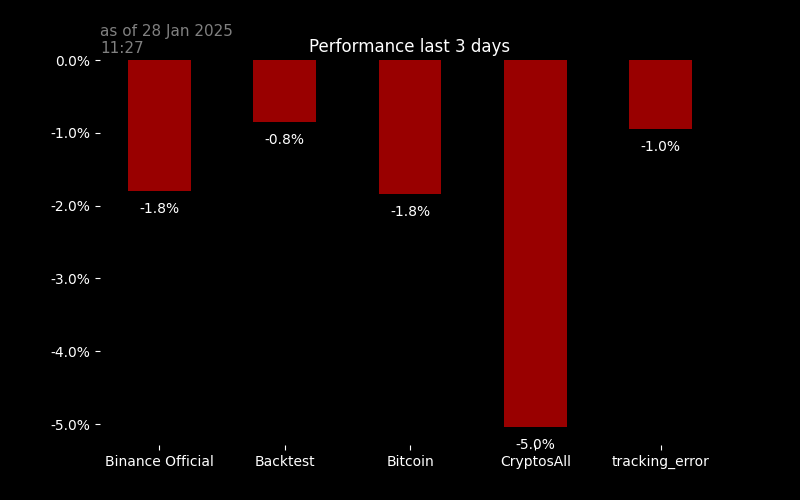 as of 28 Jan 2025
11:27
Performance last 3 days
0.0%
-1.0%
-2.0%
-3.0%
-4.0%
-5.0%
-1.8%
-0.8%
-1.8%
-5.0%
-1.0%
Binance Official
Backtest
Bitcoin
CryptosAll
tracking_error